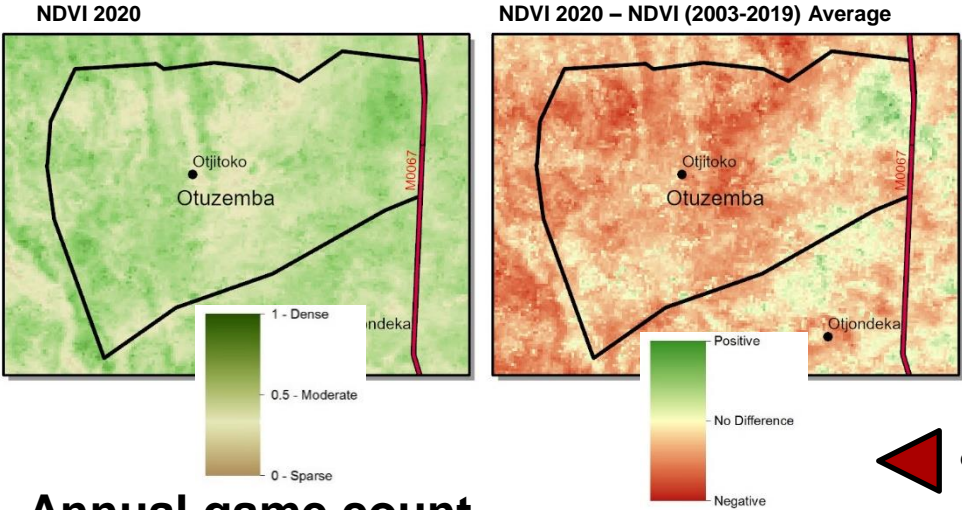 NDVI 2020
NDVI 2020 – NDVI (2003-2019) Average
Otjitoko
Otuzemba
M0067
ondeka
1 - Dense
0.5 - Moderate
0 - Sparse
Otjitoko
Otuzemba
M0067
Otjondeka
Positive
No Difference
Negative
Annual game count